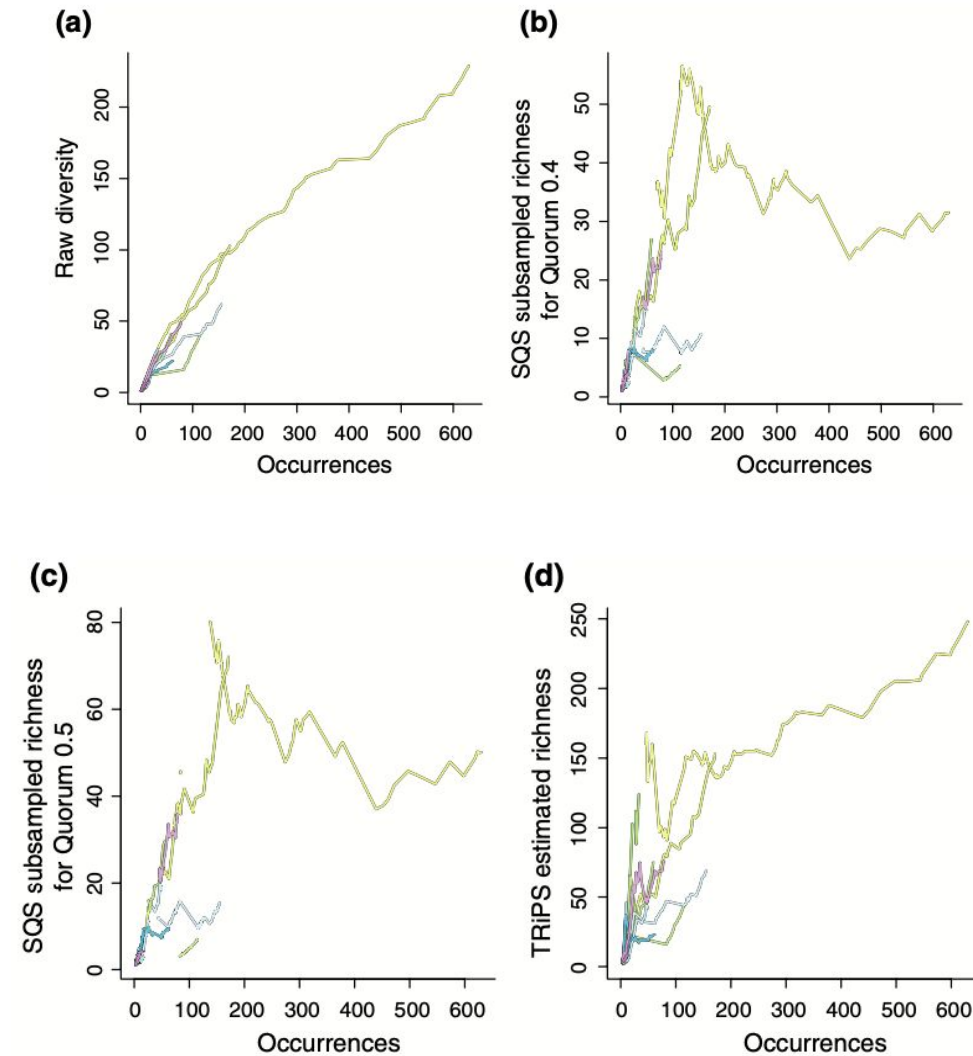 (a)
Raw diversity
200
150
100
50
0
0 100 200 300 400 500 600
Occurrences
(b)
SQS subsampled richness
for Quorum 0.4
50
40
30
20
10
0
0 100 200 300 400 500 600
Occurrences
(c)
SQS subsampled richness
for Quorum 0.5
80
60
40
20
0
0 100 200 300 400 500 600
Occurrences
(d)
TRiPS estimated richness
250
200
150
100
50
0
0 100 200 300 400 500 600
Occurrences